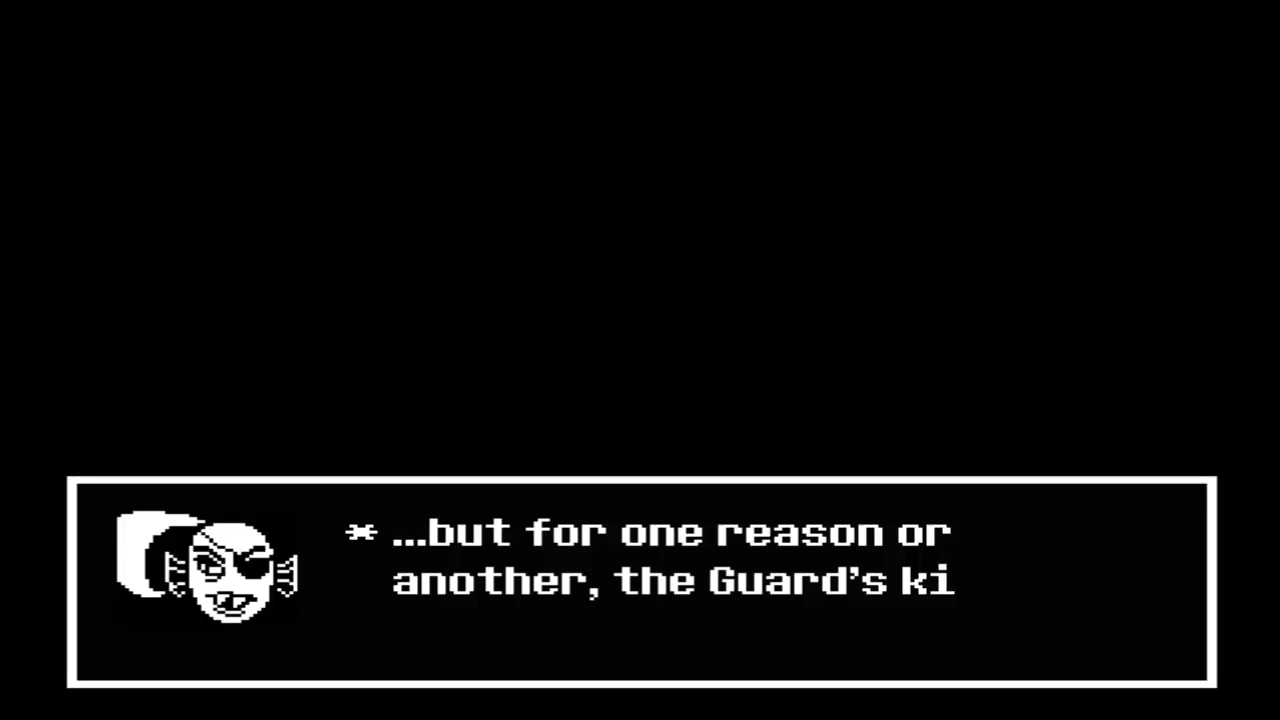 * ...but for one reason or
another, the Guard's ki